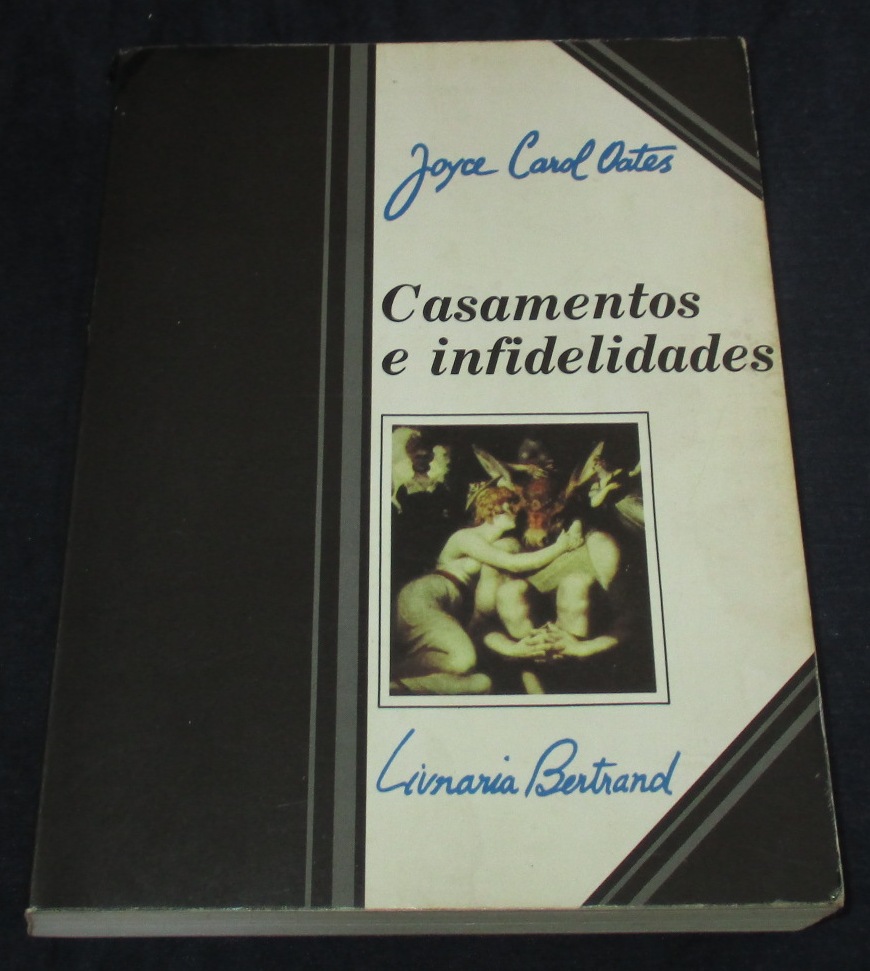 Joyce Carol Oates
Casamentos
e infidelidades
Livraria Bertrand